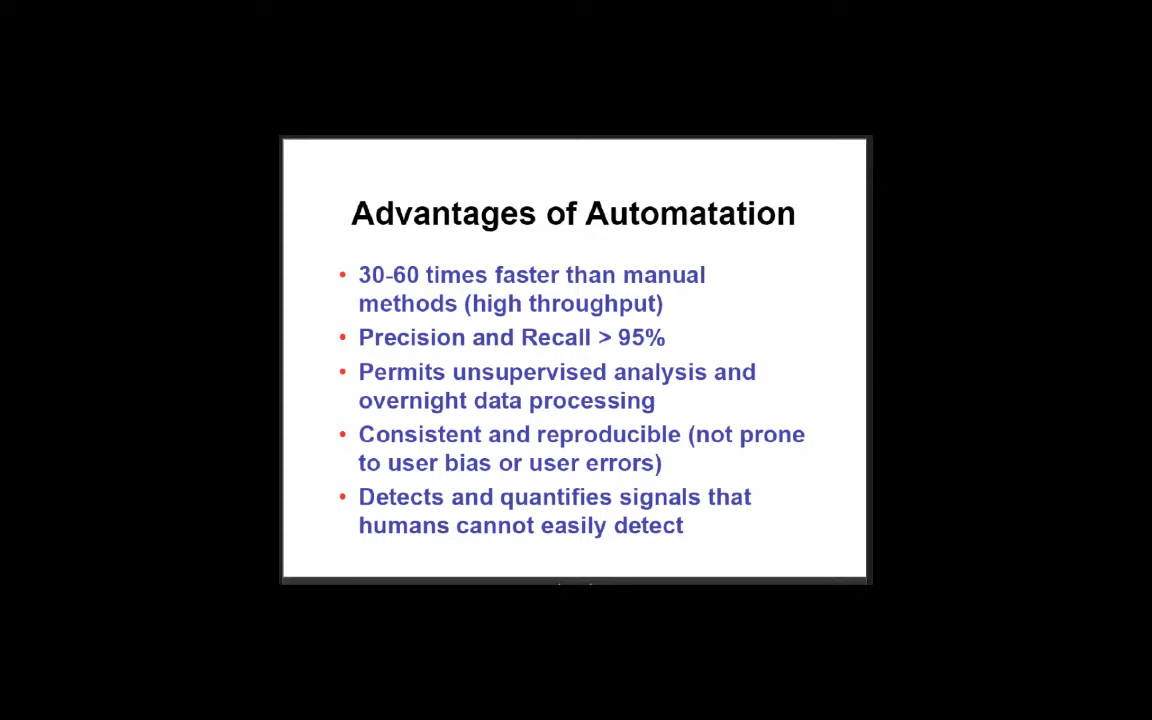 Advantages of Automatation
• 30-60 times faster than manual
methods (high throughput)
• Precision and Recall > 95%
• Permits unsupervised analysis and
overnight data processing
• Consistent and reproducible (not prone
to user bias or user errors)
• Detects and quantifies signals that
humans cannot easily detect